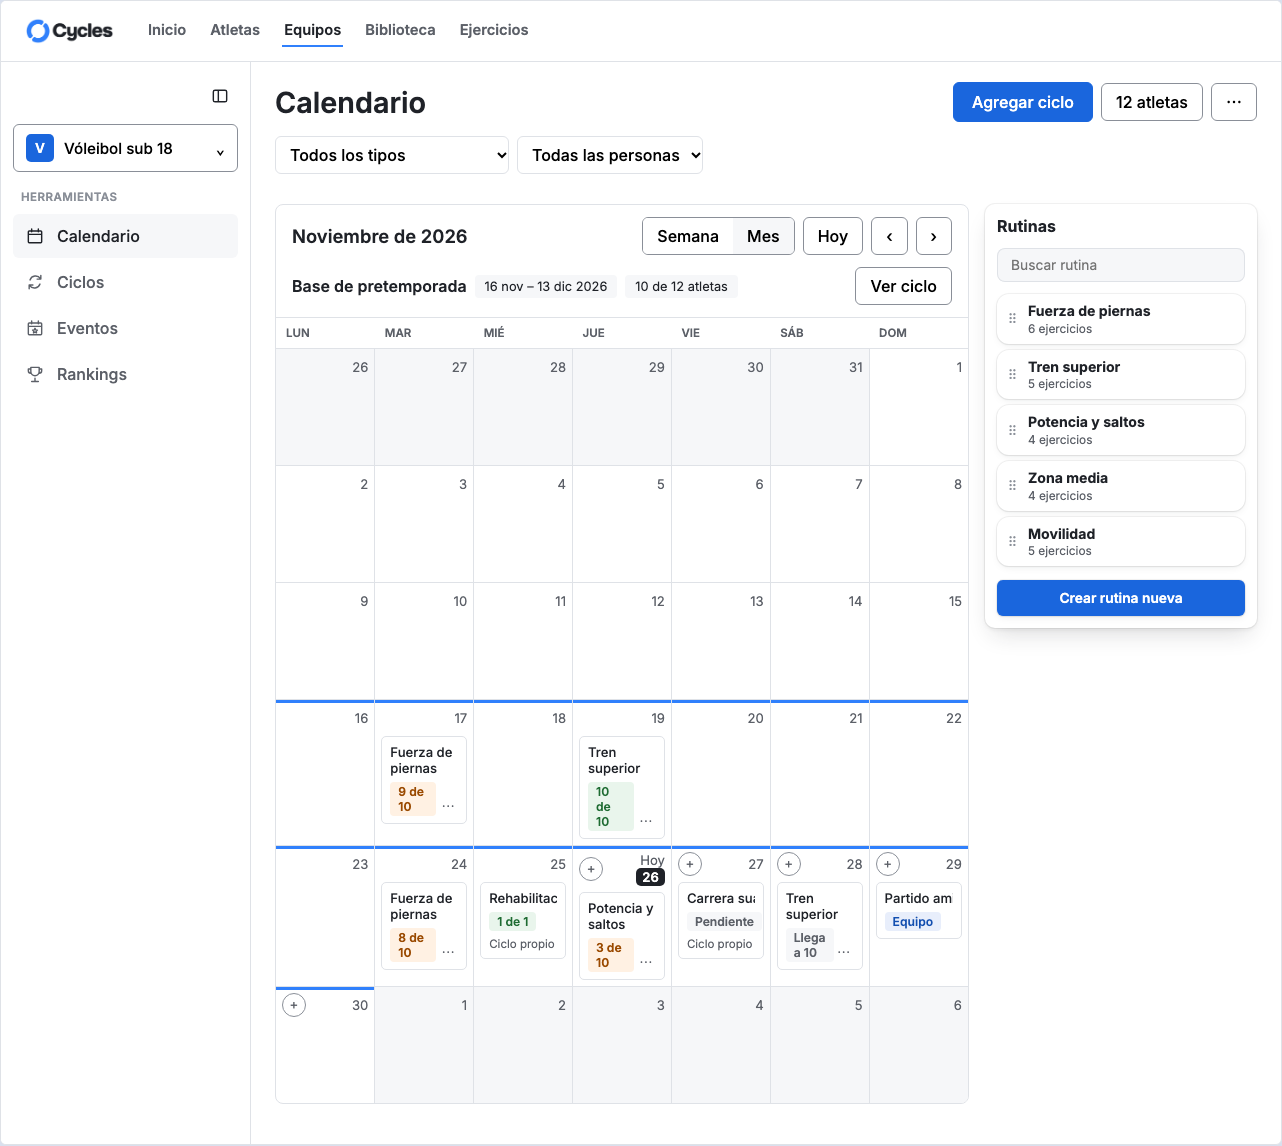 Cycles
Inicio
Atletas
Equipos
Biblioteca
Ejercicios
V
Vóleibol sub 18
HERRAMIENTAS
Calendario
Ciclos
Eventos
Rankings
Calendario
Agregar ciclo
12 atletas
...
Todos los tipos
Todas las personas
Noviembre de 2026
Semana
Mes
Hoy
‹
›
Base de pretemporada
16 nov – 13 dic 2026
10 de 12 atletas
Ver ciclo
LUN MAR MIÉ JUE VIE SÁB DOM
26 27 28 29 30 31 1
2 3 4 5 6 7 8
9 10 11 12 13 14 15
16
17
Fuerza de
piernas
9 de
10
...
18
19
Tren
superior
10
de
10
...
20
21
22
23
24
Fuerza de
piernas
8 de
10
...
25
Rehabilitac
1 de 1
Ciclo propio
+
Hoy
26
Potencia y
saltos
3 de
10
...
+
27
Carrera sua
Pendiente
Ciclo propio
+
28
Tren
superior
Llega
a 10
...
+
29
Partido am
Equipo
+
30
1 2 3 4 5 6
Rutinas
Buscar rutina
Fuerza de piernas
6 ejercicios
Tren superior
5 ejercicios
Potencia y saltos
4 ejercicios
Zona media
4 ejercicios
Movilidad
5 ejercicios
Crear rutina nueva